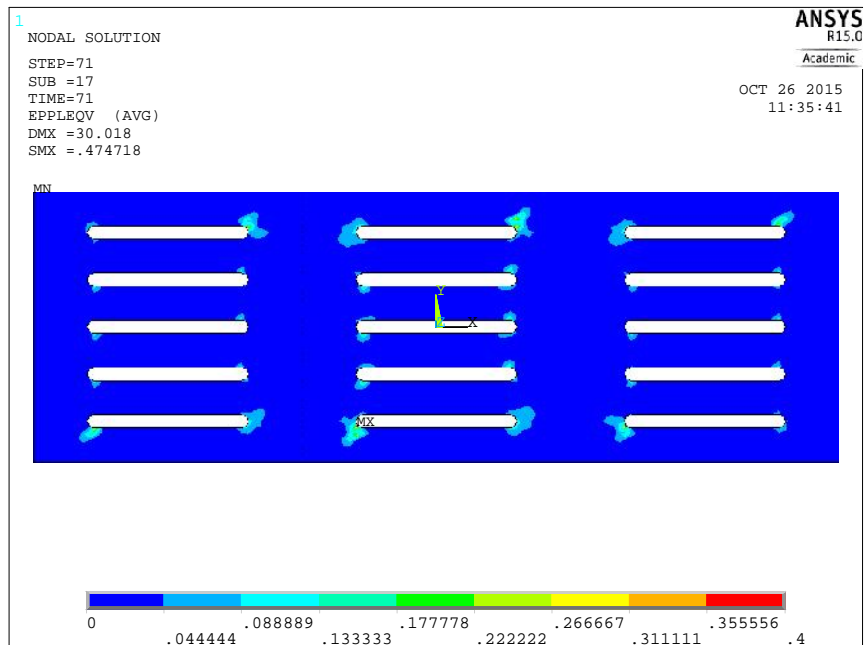 1
NODAL SOLUTION
STEP=71
SUB =17
TIME=71
EPPLEQV (AVG)
DMX =30.018
SMX =.474718
ANSYS
R15.0
Academic
OCT 26 2015
11:35:41
MN
Y
X
MX
0 .044444 .088889 .133333 .177778 .222222 .266667 .311111 .355556 .4